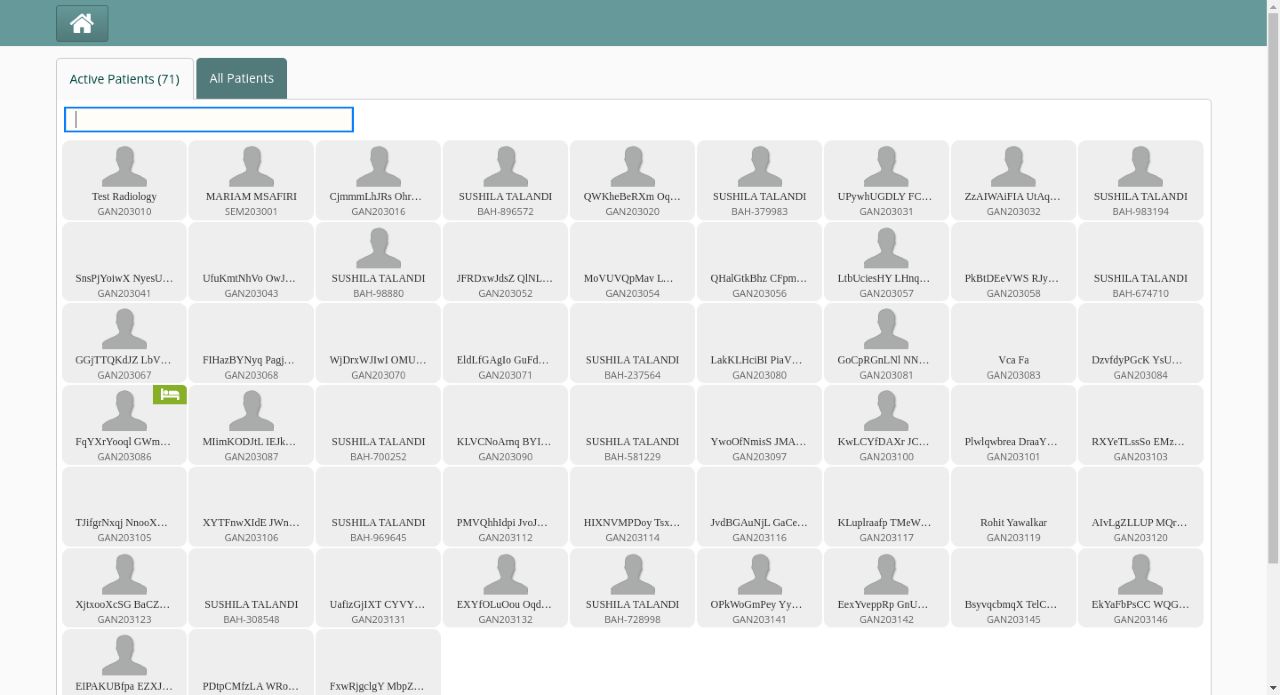 Active Patients (71)
All Patients
Test Radiology
GAN203010
MARIAM MSAFIRI
SEM203001
CjmmmLhJRs Ohr…
GAN203016
SUSHILA TALANDI
BAH-896572
QWKheBeRXm Oq…
GAN203020
SUSHILA TALANDI
BAH-379983
UPywhUGDLY FC…
GAN203031
ZzAIWAiFIA UtAq…
GAN203032
SUSHILA TALANDI
BAH-983194
SnsPjYoiwX NyesU…
GAN203041
UfuKmtNhVo OwJ…
GAN203043
SUSHILA TALANDI
BAH-98880
JFRDxwJdsZ QlNL…
GAN203052
MoVUVQpMav L…
GAN203054
QHalGtkBhz CFpm…
GAN203056
LtbUciesHY LHnq…
GAN203057
PkBtDEeVWS RJy…
GAN203058
SUSHILA TALANDI
BAH-674710
GGjTTQKdJZ LbV…
GAN203067
FIHazBYNyq Pagj…
GAN203068
WjDrxWJIwI OMU…
GAN203070
EldLfGAgIo GuFd…
GAN203071
SUSHILA TALANDI
BAH-237564
LakKLHciBI PiaV…
GAN203080
GoCpRGnLNl NN…
GAN203081
Vca Fa
GAN203083
DzvfdyPGcK YsU…
GAN203084
FqYXrYooql GWm…
GAN203086
MIimKODJtL IEJk…
GAN203087
SUSHILA TALANDI
BAH-700252
KLVCNoArnq BYI…
GAN203090
SUSHILA TALANDI
BAH-581229
YwoOfNmisS JMA…
GAN203097
KwLCYfDAXr JC…
GAN203100
Plwlqwbrea DraaY…
GAN203101
RXYeTLssSo EMz…
GAN203103
TJifgrNxqj NnooX…
GAN203105
XYTFnwXIdE JWn…
GAN203106
SUSHILA TALANDI
BAH-969645
PMVQhhIdpi JvoJ…
GAN203112
HIXNVMPDoy Tsx…
GAN203114
JvdBGAuNjL GaCe…
GAN203116
KLuplraafp TMeW…
GAN203117
Rohit Yawalkar
GAN203119
AIvLgZLLUP MQr…
GAN203120
XjtxooXcSG BaCZ…
GAN203123
SUSHILA TALANDI
BAH-308548
UafizGjIXT CYVY…
GAN203131
EXYfOLuOou Oqd…
GAN203132
SUSHILA TALANDI
BAH-728998
OPkWoGmPey Yy…
GAN203141
EexYveppRp GnU…
GAN203142
BsyvqcbmqX TelC…
GAN203145
EkYaFbPsCC WQG…
GAN203146
EIPAKUBfpa EZXJ…
PDtpCMfzLA WRo…
FxwRjgclgY MbpZ…